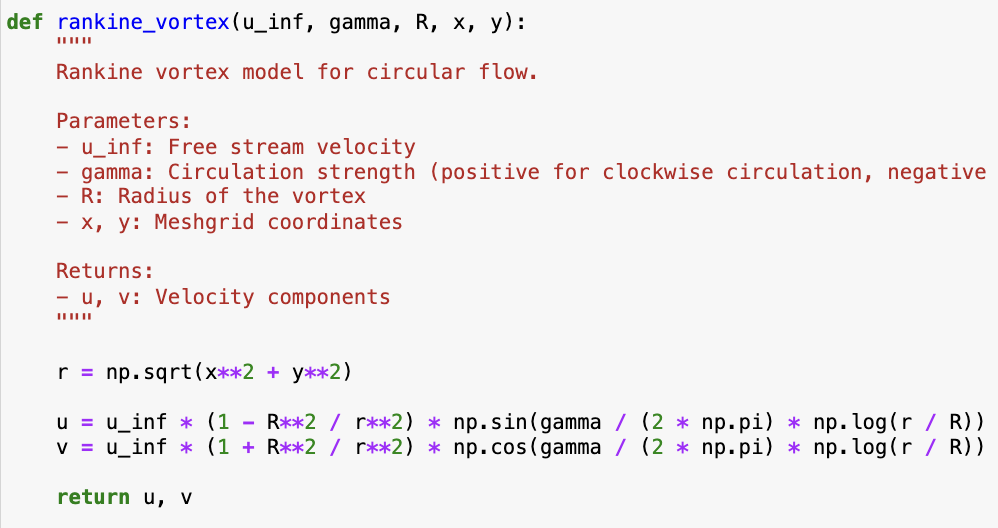 def rankine_vortex(u_inf, gamma, R, x, y):
    """
    Rankine vortex model for circular flow.

    Parameters:
    - u_inf: Free stream velocity
    - gamma: Circulation strength (positive for clockwise circulation, negative
    - R: Radius of the vortex
    - x, y: Meshgrid coordinates

    Returns:
    - u, v: Velocity components
    """

    r = np.sqrt(x**2 + y**2)

    u = u_inf * (1 - R**2 / r**2) * np.sin(gamma / (2 * np.pi) * np.log(r / R))
    v = u_inf * (1 + R**2 / r**2) * np.cos(gamma / (2 * np.pi) * np.log(r / R))

    return u, v